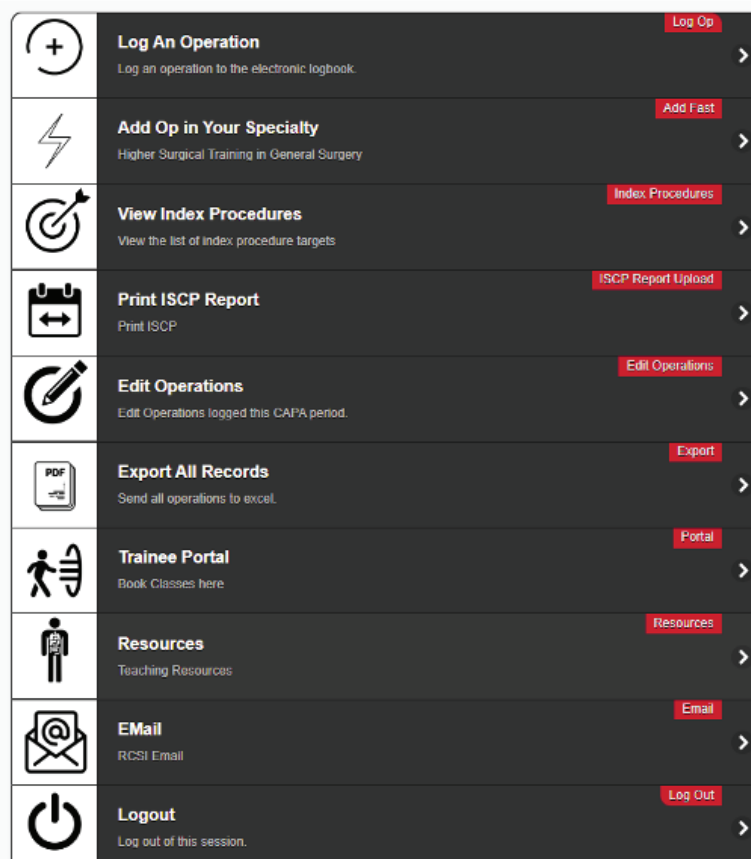 Log Op
Log An Operation
Log an operation to the electronic logbook.
Add Fast
Add Op in Your Specialty
Higher Surgical Training in General Surgery
Index Procedures
View Index Procedures
View the list of index procedure targets
ISCP Report Upload
Print ISCP Report
Print ISCP
Edit Operations
Edit Operations
Edit Operations logged this CAPA period.
Export
PDF
Export All Records
Send all operations to excel.
Portal
Trainee Portal
Book Classes here
Resources
Resources
Teaching Resources
Email
EMail
RCSI Email
Log Out
Logout
Log out of this session.